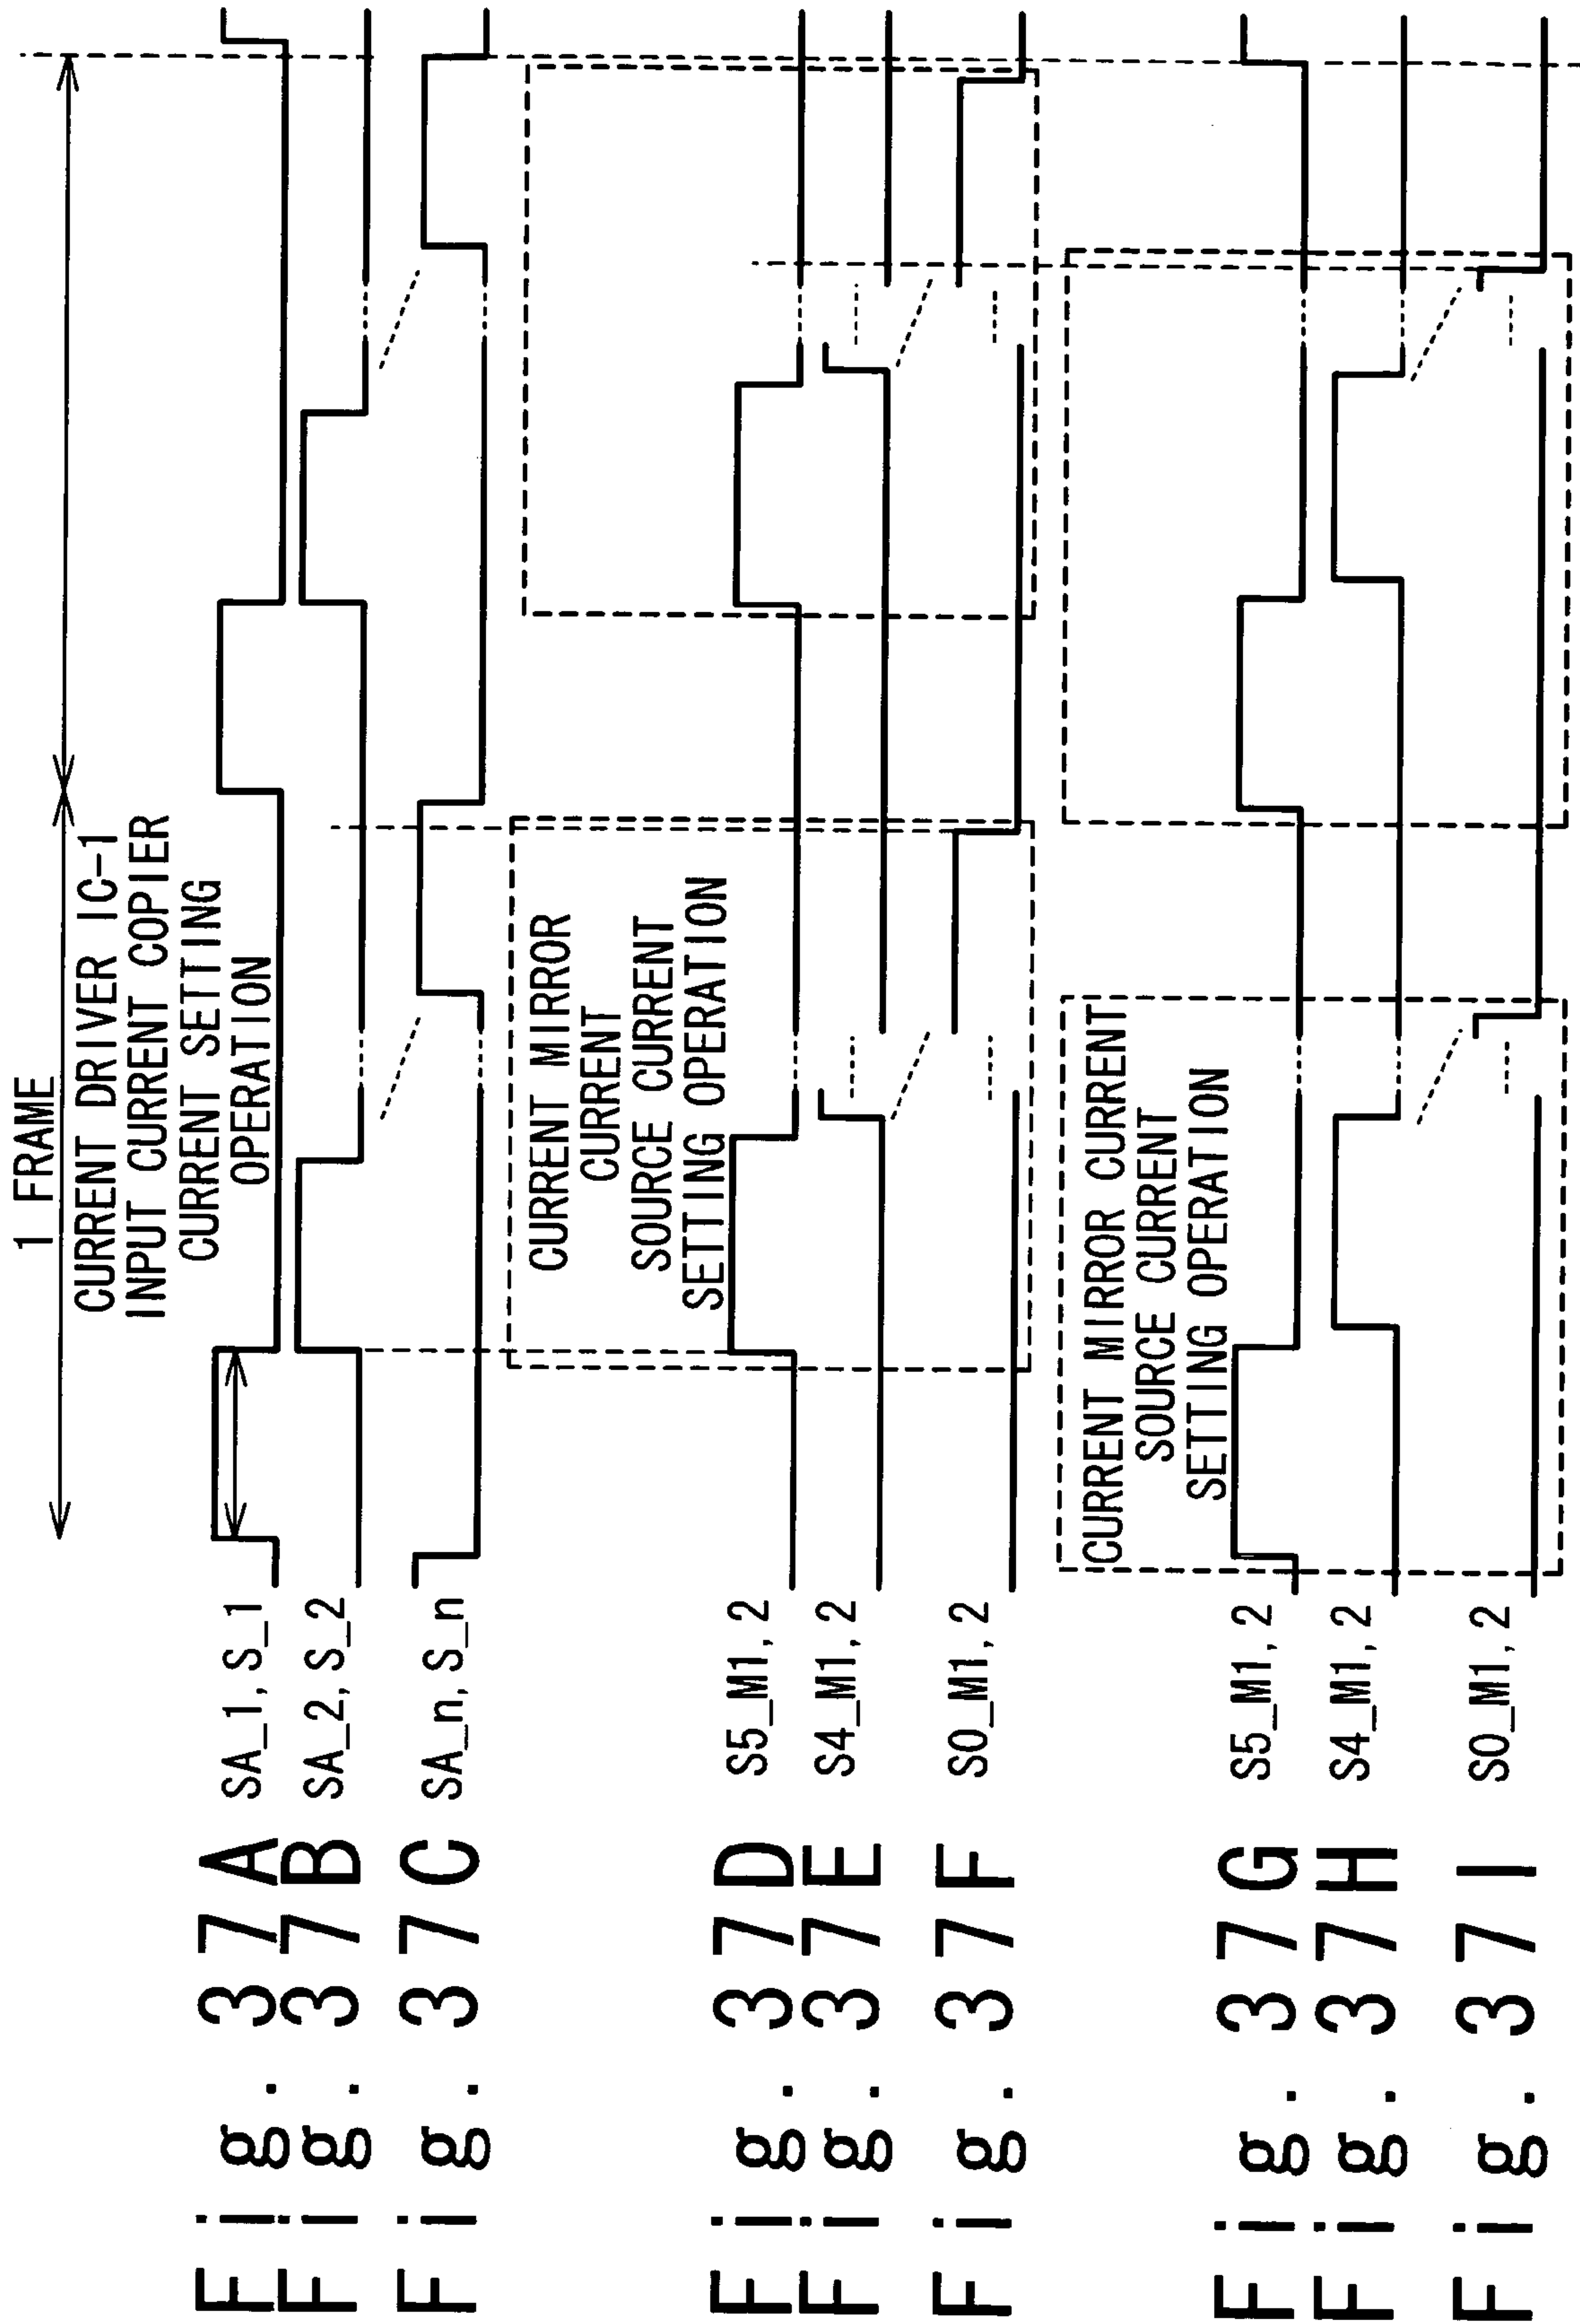 1 FRAME
CURRENT DRIVER IC-1
INPUT CURRENT COPIER
CURRENT SETTING
OPERATION
Fig. 37A SA_1, S_1
Fig. 37B SA_2, S_2
Fig. 37C SA_n, S_n
CURRENT MIRROR
CURRENT
SOURCE CURRENT
SETTING OPERATION
Fig. 37D S5_M1, 2
Fig. 37E S4_M1, 2
Fig. 37F S0_M1, 2
CURRENT MIRROR CURRENT
SOURCE CURRENT
SETTING OPERATION
Fig. 37G S5_M1, 2
Fig. 37H S4_M1, 2
Fig. 37I S0_M1, 2